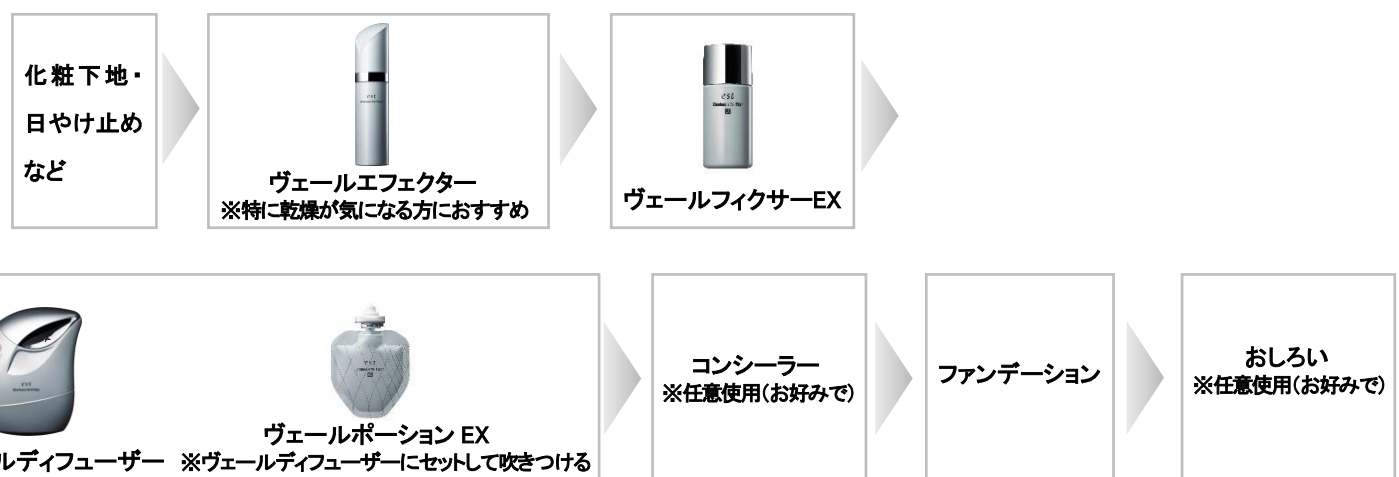 化粧下地・
日やけ止め
など
est
ヴェールエフェクター
※特に乾燥が気になる方におすすめ
est
ヴェールフィクサーEX
est
est
ルディフューザー
ヴェールポーション EX
※ヴェールディフューザーにセットして吹きつける
コンシーラー
※任意使用(お好みで)
ファンデーション
おしろい
※任意使用(お好みで)